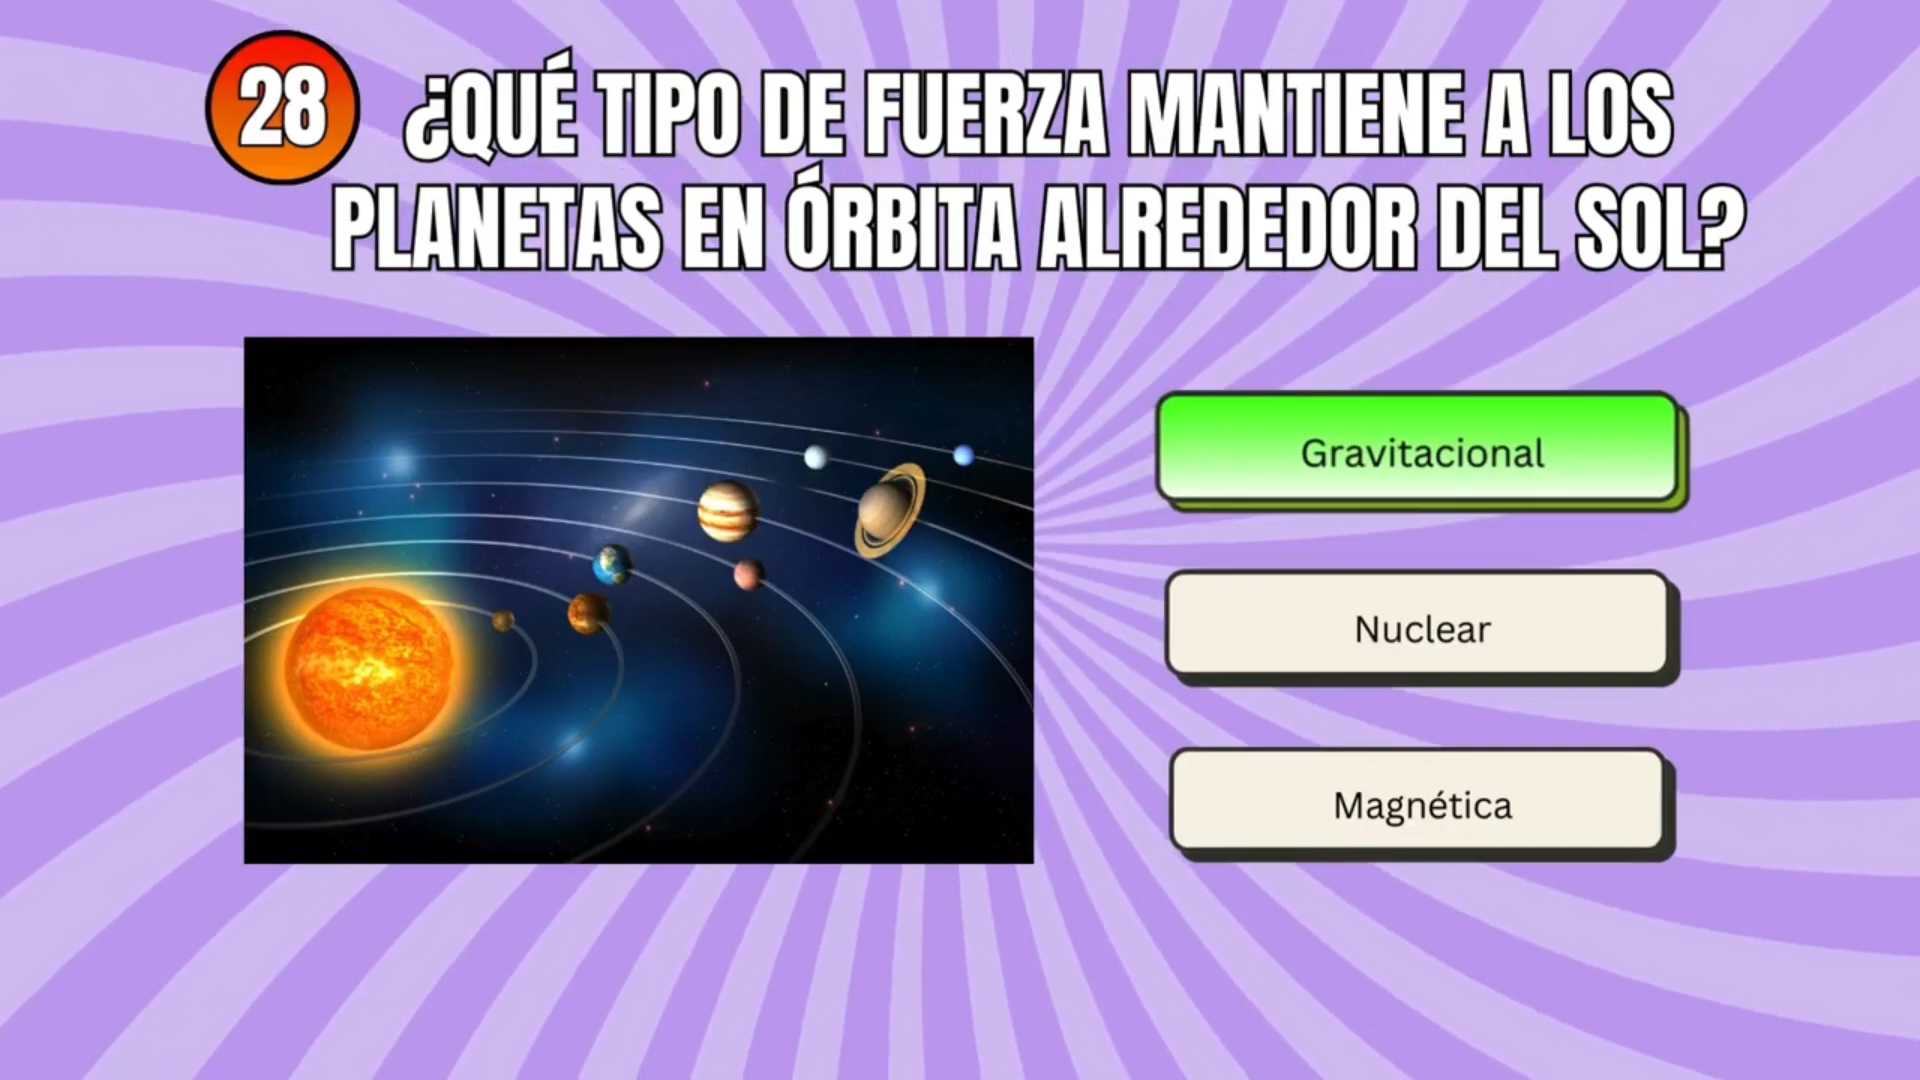 28
¿QUÉ TIPO DE FUERZA MANTIENE A LOS
PLANETAS EN ÓRBITA ALREDEDOR DEL SOL?
Gravitacional
Nuclear
Magnética